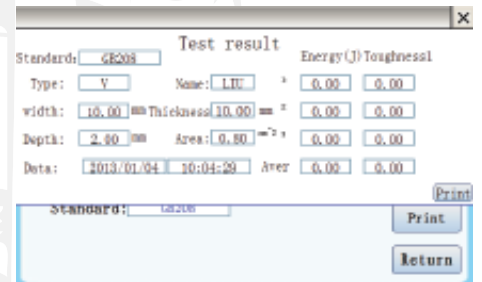 Test result
Standard: GB208 Energy(J) Toughness1
Type: V Name: LIU 0.00 0.00
width: 10.00 mm Thickness 10.00 mm 0.00 0.00
Depth: 2.00 mm Area: 0.80 0.00 0.00
Data: 2013/01/04 10:04:29 Aver 0.00 0.00
Print
Standard: GB208
Print
Return